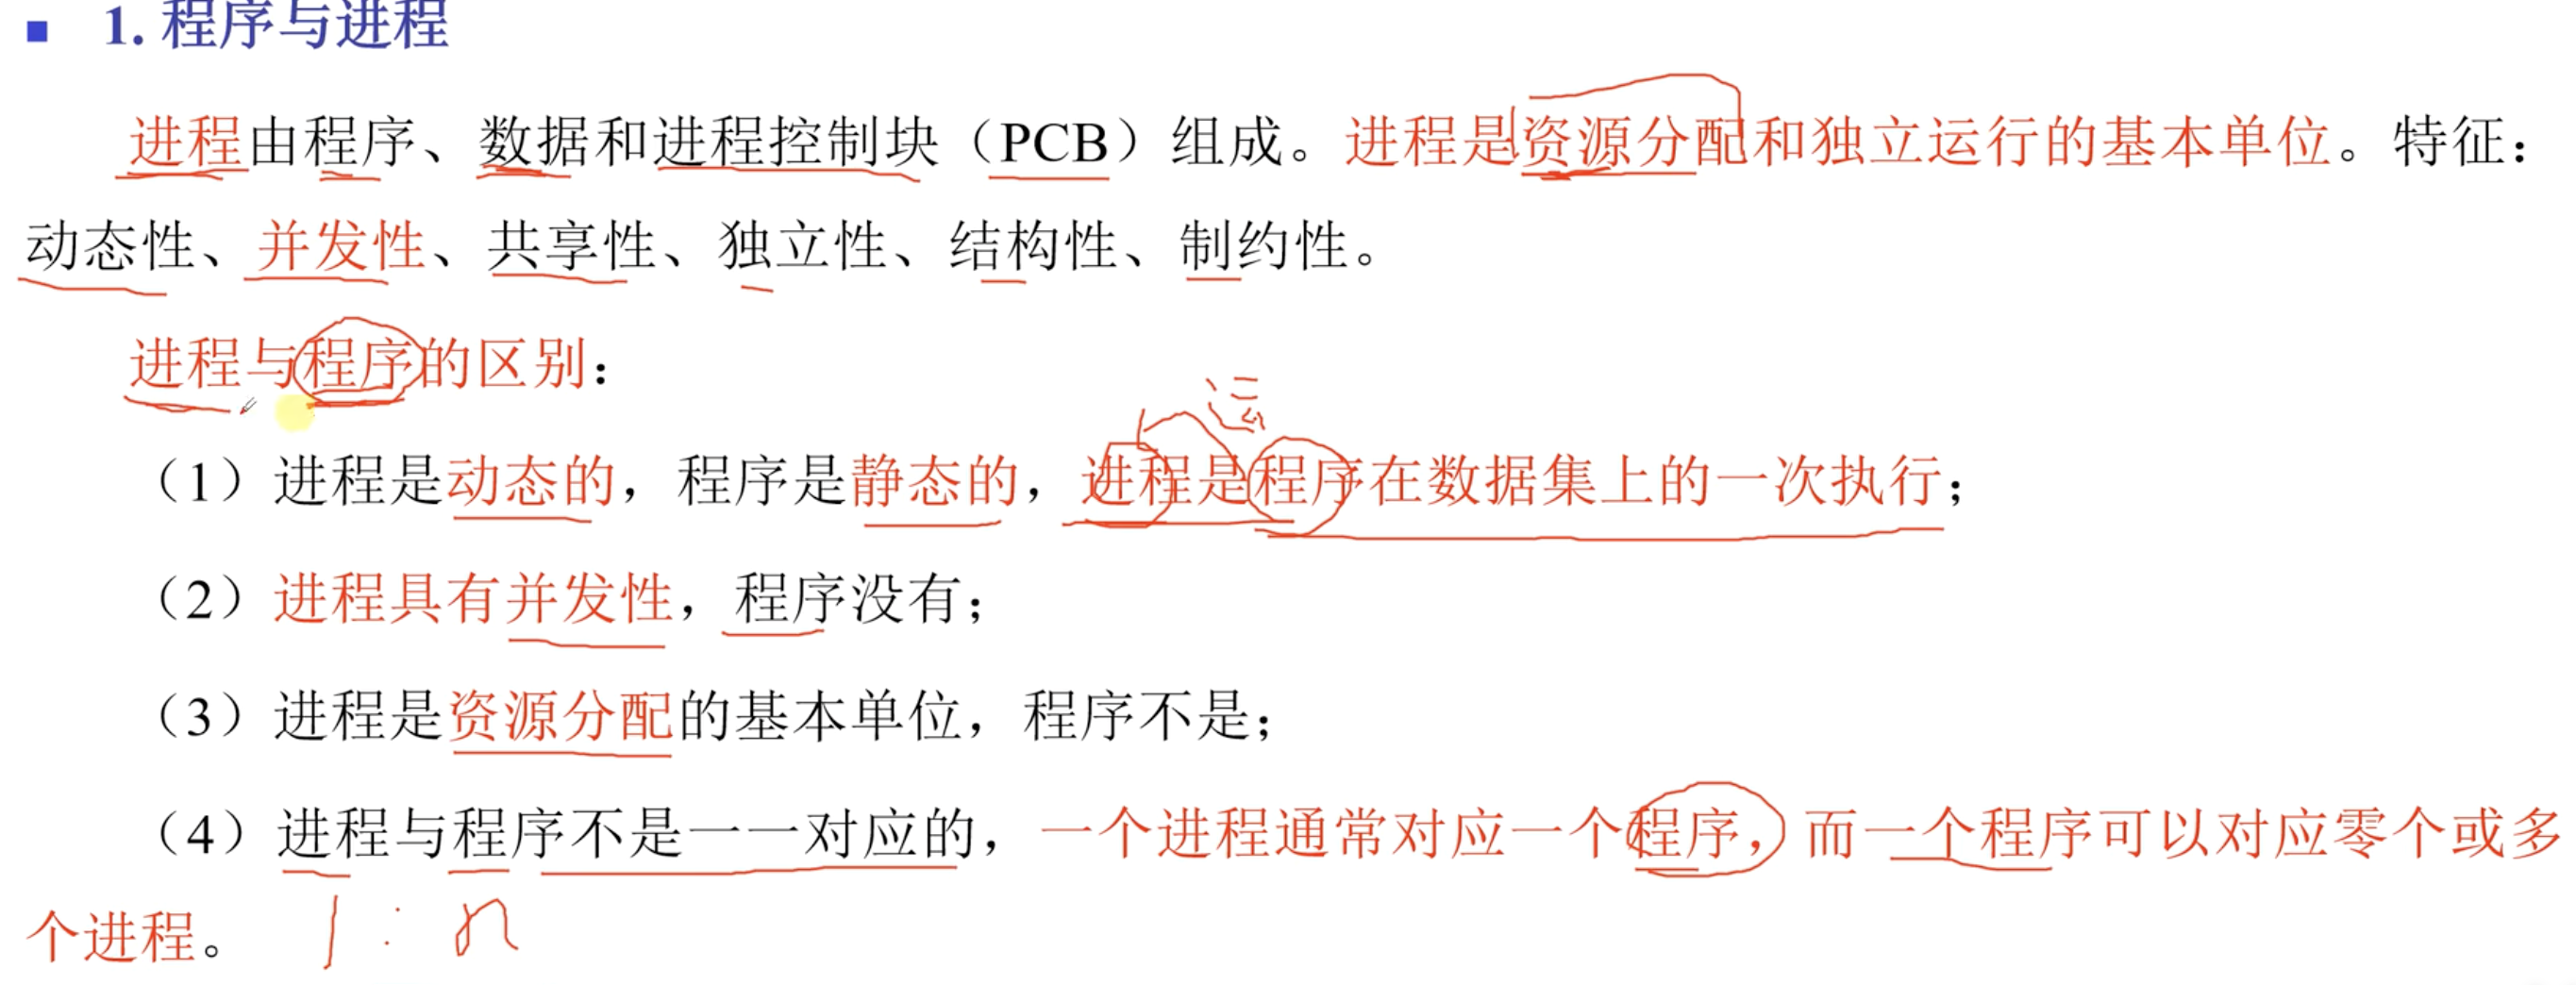 1. 程序与进程
进程由程序、数据和进程控制块（PCB）组成。进程是资源分配和独立运行的基本单位。特征：
动态性、并发性、共享性、独立性、结构性、制约性。
进程与程序的区别：
运
（1）进程是动态的，程序是静态的，进程是程序在数据集上的一次执行；
（2）进程具有并发性，程序没有；
（3）进程是资源分配的基本单位，程序不是；
（4）进程与程序不是一一对应的，一个进程通常对应一个程序，而一个程序可以对应零个或多
个进程。 1 : n